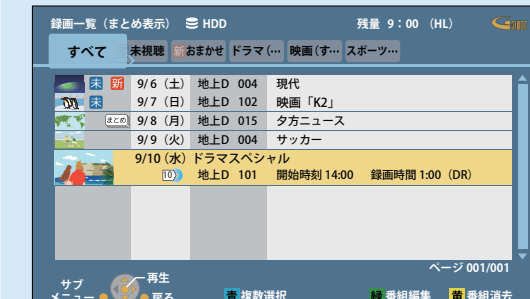 録画一覧（まとめ表示） HDD 残量 9：00 （HL）
すべて 未視聴 新おまかせ ドラマ（… 映画（す… スポーツ…
未 新 9/6（土） 地上D 004 現代
未 9/7（日） 地上D 102 映画「K2」
まとめ 9/8（月） 地上D 015 夕方ニュース
9/9（火） 地上D 004 サッカー
9/10（水） ドラマスペシャル
10 地上D 101 開始時刻 14:00 録画時間 1:00（DR）
ページ 001/001
サブ
メニュー 再生
戻る
青 複数選択 緑 番組編集 黄 番組消去